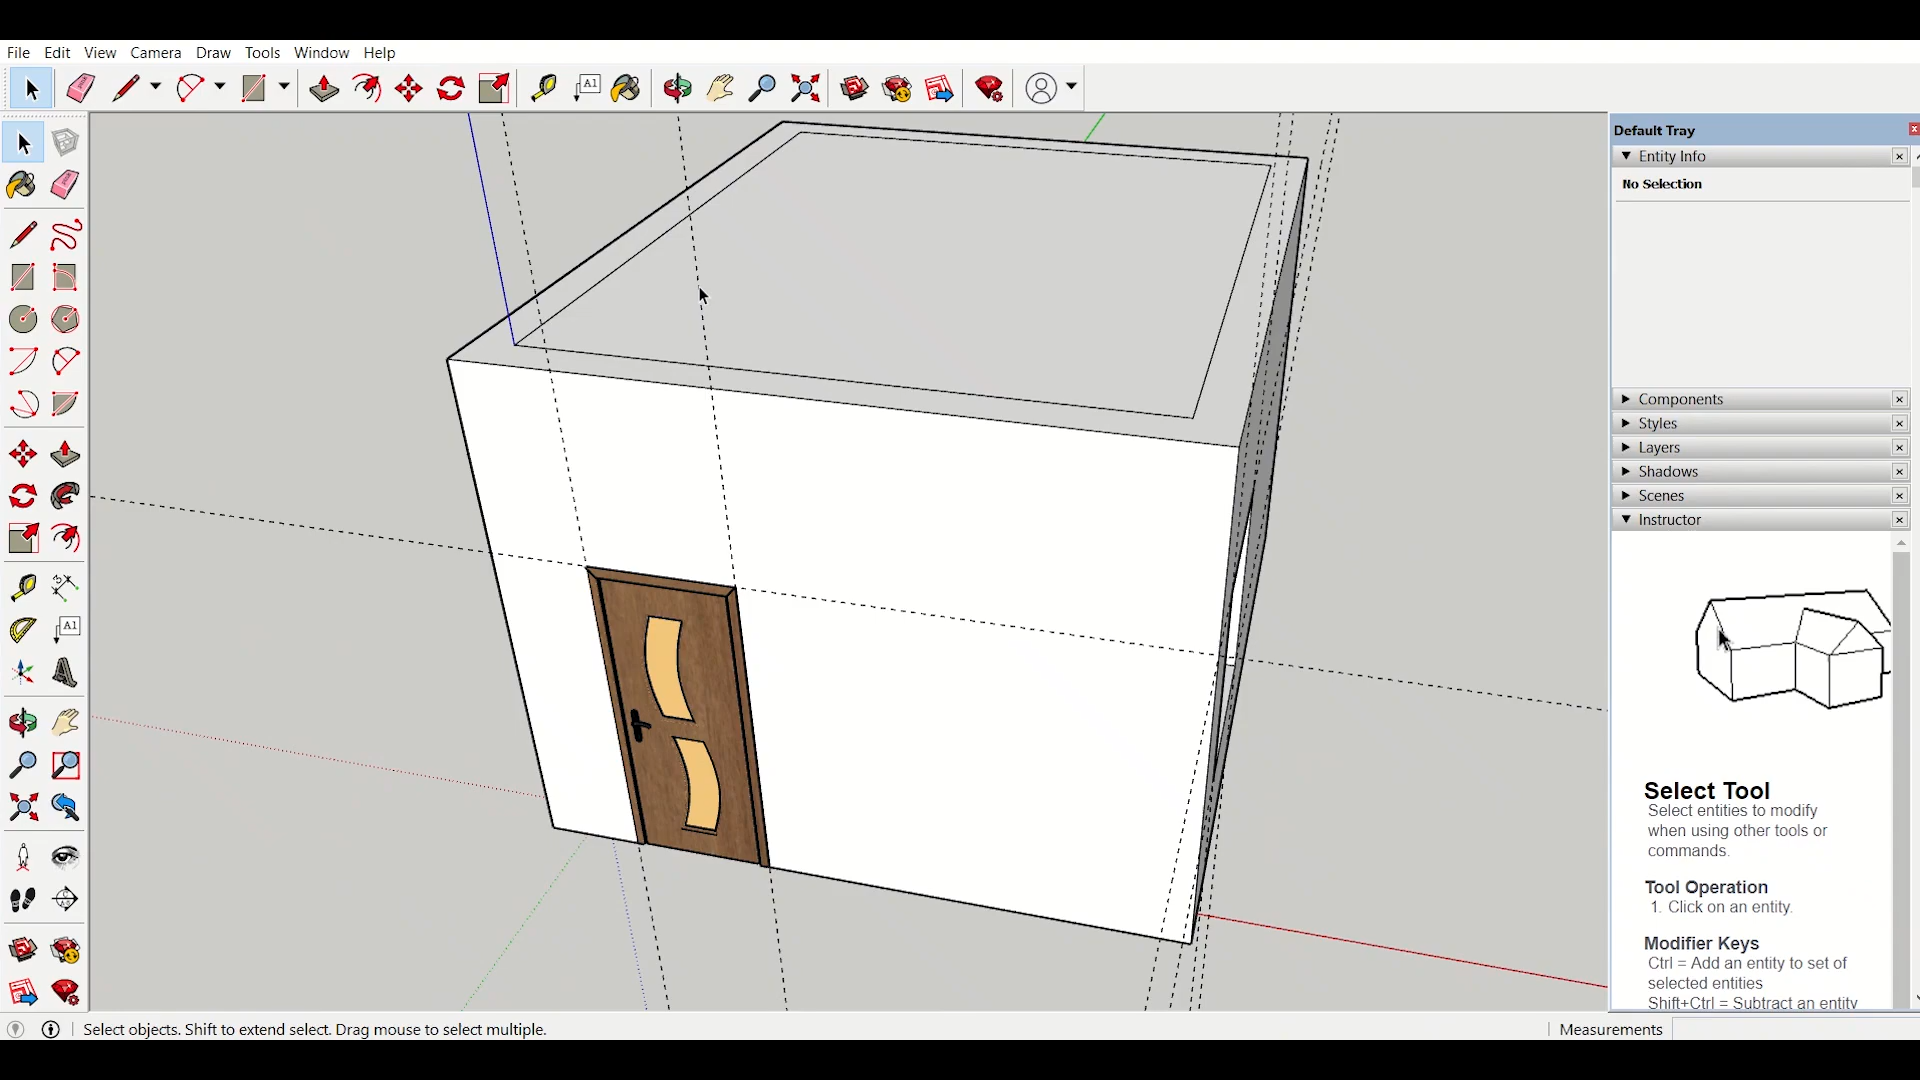 File Edit View Camera Draw Tools Window Help
A1
Default Tray
Entity Info
No Selection
Components
Styles
Layers
Shadows
Scenes
Instructor
A1
Select Tool
Select entities to modify
when using other tools or
commands.
Tool Operation
1. Click on an entity.
Modifier Keys
Ctrl = Add an entity to set of
selected entities
Shift+Ctrl = Subtract an entity
Select objects. Shift to extend select. Drag mouse to select multiple.
Measurements